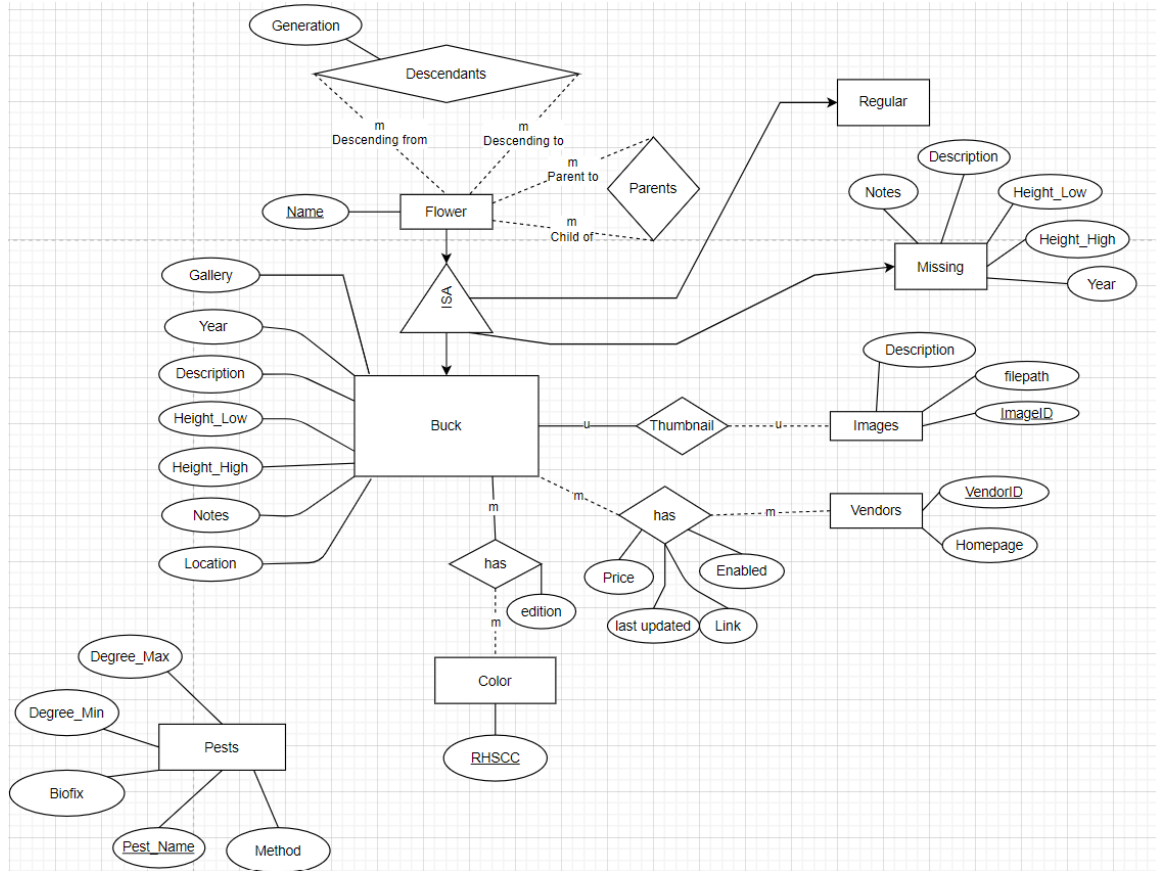 Generation
Descendants
m
Descending from
m
Descending to
Regular
m
Parent to
Parents
m
Child of
Name
Flower
Description
Notes
Height_Low
Height_High
Missing
Year
ISA
Gallery
Year
Description
Height_Low
Height_High
Notes
Location
Buck
u
Thumbnail
u
Description
filepath
ImageID
Images
m
has
m
Vendors
VendorID
Homepage
Price
Enabled
last updated
Link
m
has
edition
m
Color
RHSCC
Degree_Max
Degree_Min
Pests
Biofix
Pest_Name
Method